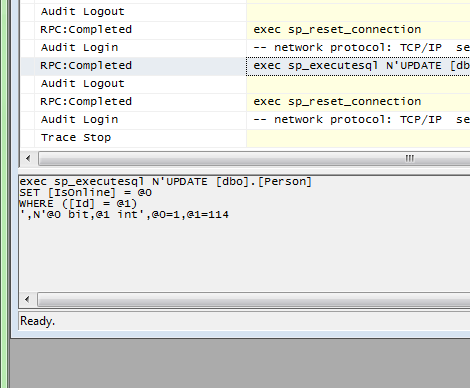 Audit Logout
RPC:Completed exec sp_reset_connection
Audit Login -- network protocol: TCP/IP se
RPC:Completed exec sp_executesql N'UPDATE [db
Audit Logout
RPC:Completed exec sp_reset_connection
Audit Login -- network protocol: TCP/IP se
Trace Stop
exec sp_executesql N'UPDATE [dbo].[Person]
SET [IsOnline] = @0
WHERE ([Id] = @1)
',N'@0 bit,@1 int',@0=1,@1=114
Ready.